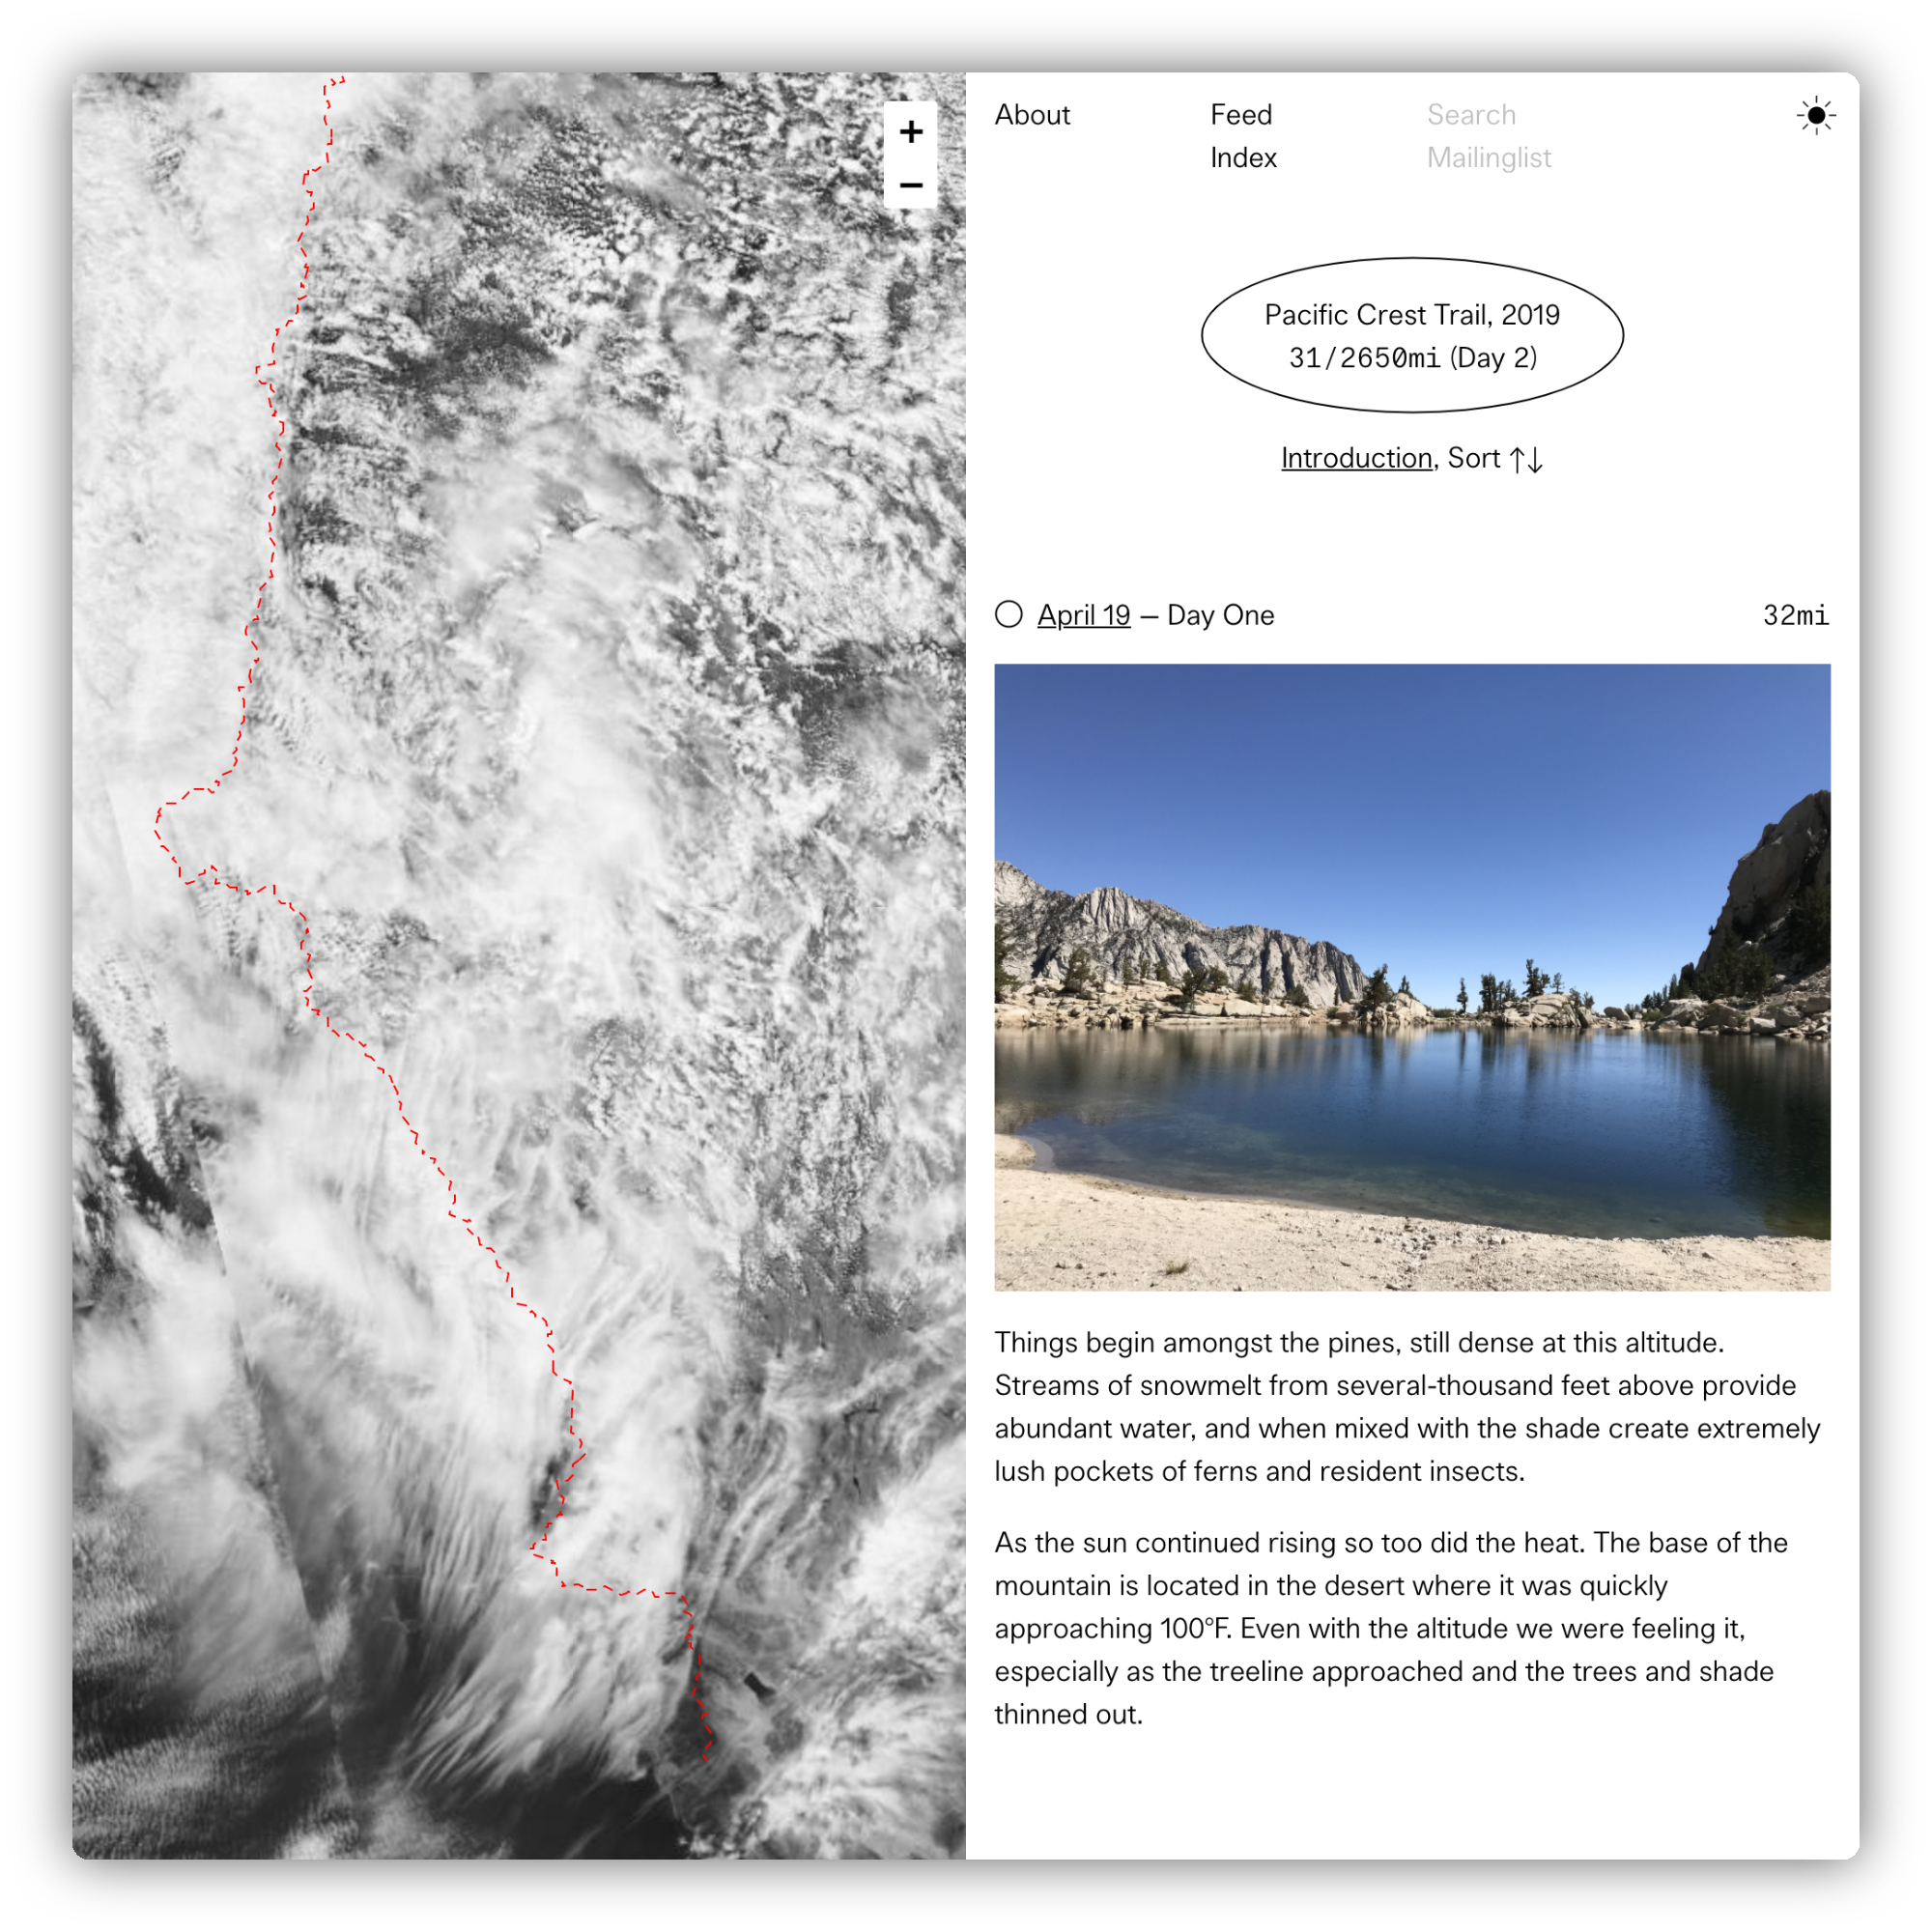 +
−
About
Feed
Index
Search
Mailinglist
Pacific Crest Trail, 2019
31/2650mi (Day 2)
Introduction, Sort ↑↓
April 19 — Day One
32mi
Things begin amongst the pines, still dense at this altitude.
Streams of snowmelt from several-thousand feet above provide
abundant water, and when mixed with the shade create extremely
lush pockets of ferns and resident insects.
As the sun continued rising so too did the heat. The base of the
mountain is located in the desert where it was quickly
approaching 100°F. Even with the altitude we were feeling it,
especially as the treeline approached and the trees and shade
thinned out.